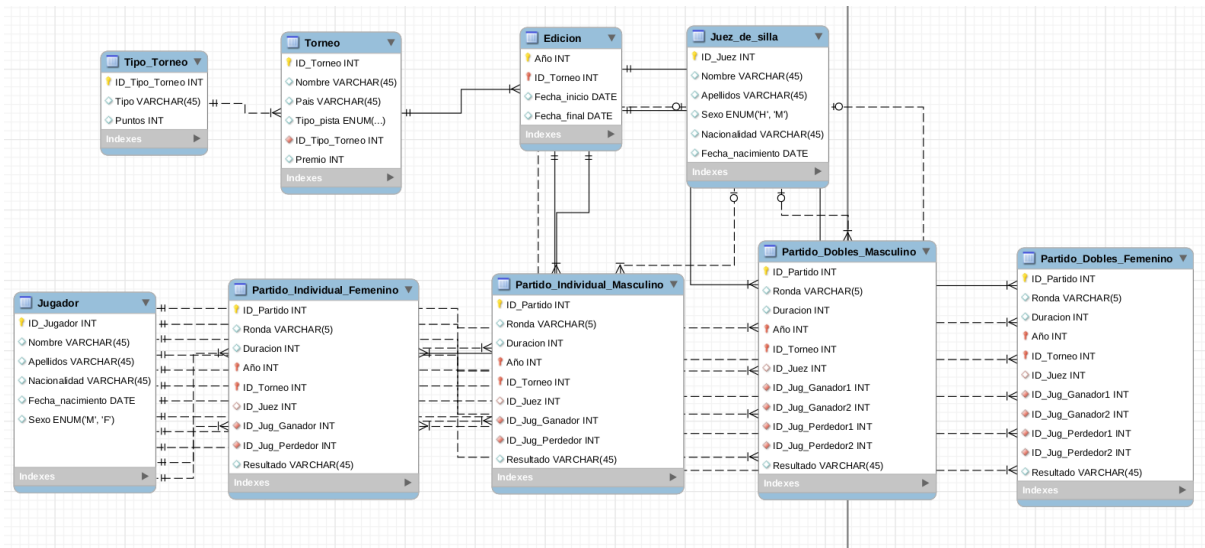 Tipo_Torneo
ID_Tipo_Torneo INT
Tipo VARCHAR(45)
Puntos INT
Indexes
Torneo
ID_Torneo INT
Nombre VARCHAR(45)
Pais VARCHAR(45)
Tipo_pista ENUM(...)
ID_Tipo_Torneo INT
Premio INT
Indexes
Edicion
Año INT
ID_Torneo INT
Fecha_inicio DATE
Fecha_final DATE
Indexes
Juez_de_silla
ID_Juez INT
Nombre VARCHAR(45)
Apellidos VARCHAR(45)
Sexo ENUM('H', 'M')
Nacionalidad VARCHAR(45)
Fecha_nacimiento DATE
Indexes
Jugador
ID_Jugador INT
Nombre VARCHAR(45)
Apellidos VARCHAR(45)
Nacionalidad VARCHAR(45)
Fecha_nacimiento DATE
Sexo ENUM('M', 'F')
Indexes
Partido_Individual_Femenino
ID_Partido INT
Ronda VARCHAR(5)
Duracion INT
Año INT
ID_Torneo INT
ID_Juez INT
ID_Jug_Ganador INT
ID_Jug_Perdedor INT
Resultado VARCHAR(45)
Indexes
Partido_Individual_Masculino
ID_Partido INT
Ronda VARCHAR(5)
Duracion INT
Año INT
ID_Torneo INT
ID_Juez INT
ID_Jug_Ganador INT
ID_Jug_Perdedor INT
Resultado VARCHAR(45)
Indexes
Partido_Dobles_Masculino
ID_Partido INT
Ronda VARCHAR(5)
Duracion INT
Año INT
ID_Torneo INT
ID_Juez INT
ID_Jug_Ganador1 INT
ID_Jug_Ganador2 INT
ID_Jug_Perdedor1 INT
ID_Jug_Perdedor2 INT
Resultado VARCHAR(45)
Indexes
Partido_Dobles_Femenino
ID_Partido INT
Ronda VARCHAR(5)
Duracion INT
Año INT
ID_Torneo INT
ID_Juez INT
ID_Jug_Ganador1 INT
ID_Jug_Ganador2 INT
ID_Jug_Perdedor1 INT
ID_Jug_Perdedor2 INT
Resultado VARCHAR(45)
Indexes